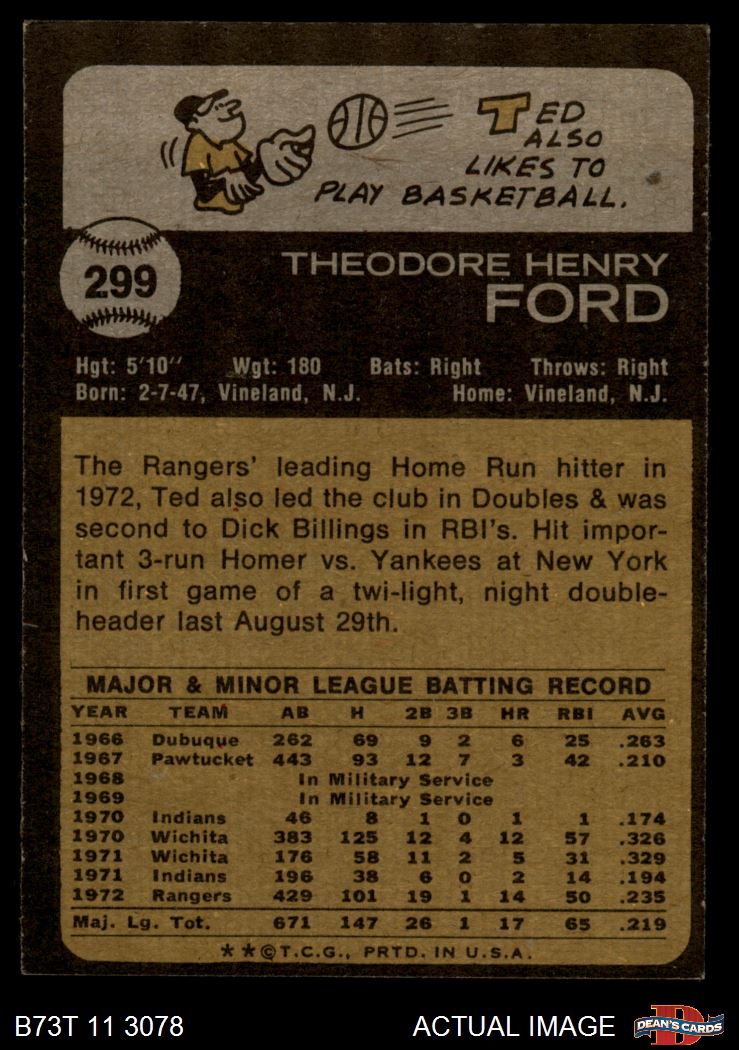 TED
ALSO
LIKES TO
PLAY BASKETBALL.
299
THEODORE HENRY
FORD
Hgt: 5'10" Wgt: 180 Bats: Right Throws: Right
Born: 2-7-47, Vineland, N.J. Home: Vineland, N.J.
The Rangers' leading Home Run hitter in
1972, Ted also led the club in Doubles & was
second to Dick Billings in RBI's. Hit impor-
tant 3-run Homer vs. Yankees at New York
in first game of a twi-light, night double-
header last August 29th.
MAJOR & MINOR LEAGUE BATTING RECORD
YEAR TEAM AB H 2B 3B HR RBI AVG
1966 Dubuque 262 69 9 2 6 25 .263
1967 Pawtucket 443 93 12 7 3 42 .210
1968 In Military Service
1969 In Military Service
1970 Indians 46 8 1 0 1 1 .174
1970 Wichita 383 125 12 4 12 57 .326
1971 Wichita 176 58 11 2 5 31 .329
1971 Indians 196 38 6 0 2 14 .194
1972 Rangers 429 101 19 1 14 50 .235
Maj. Lg. Tot. 671 147 26 1 17 65 .219
* * © T.C.G., PRTD. IN U.S.A.
B73T 11 3078 ACTUAL IMAGE D DEAN'S CARDS